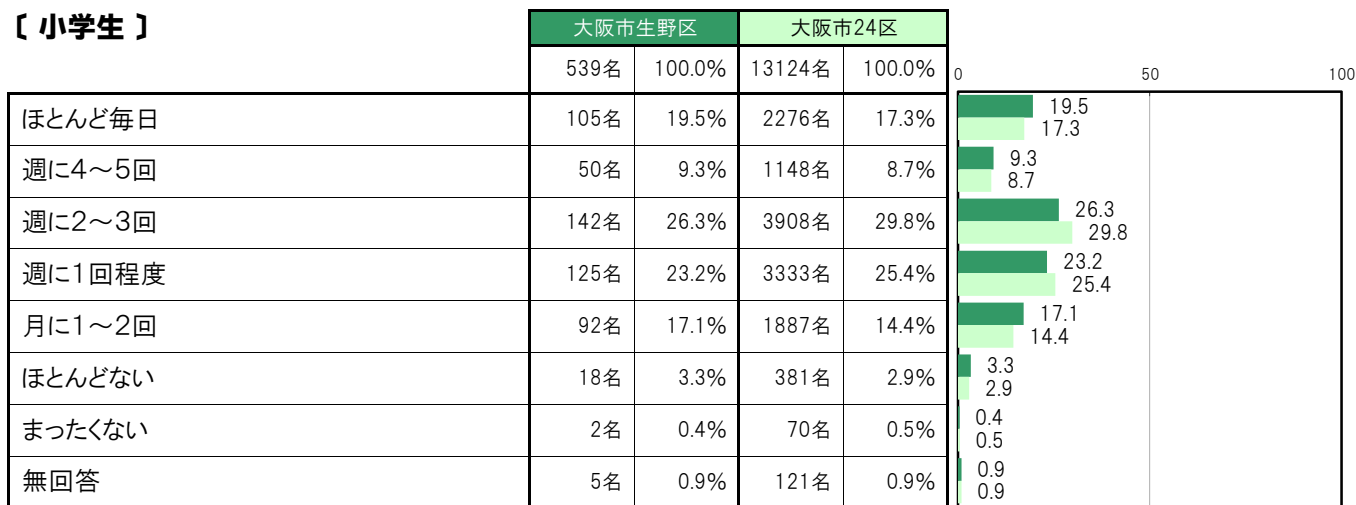 〔 小学生 〕
大阪市生野区 大阪市24区
539名 100.0% 13124名 100.0%
0 50 100
ほとんど毎日 105名 19.5% 2276名 17.3%
19.5
17.3
週に4～5回 50名 9.3% 1148名 8.7%
9.3
8.7
週に2～3回 142名 26.3% 3908名 29.8%
26.3
29.8
週に1回程度 125名 23.2% 3333名 25.4%
23.2
25.4
月に1～2回 92名 17.1% 1887名 14.4%
17.1
14.4
ほとんどない 18名 3.3% 381名 2.9%
3.3
2.9
まったくない 2名 0.4% 70名 0.5%
0.4
0.5
無回答 5名 0.9% 121名 0.9%
0.9
0.9